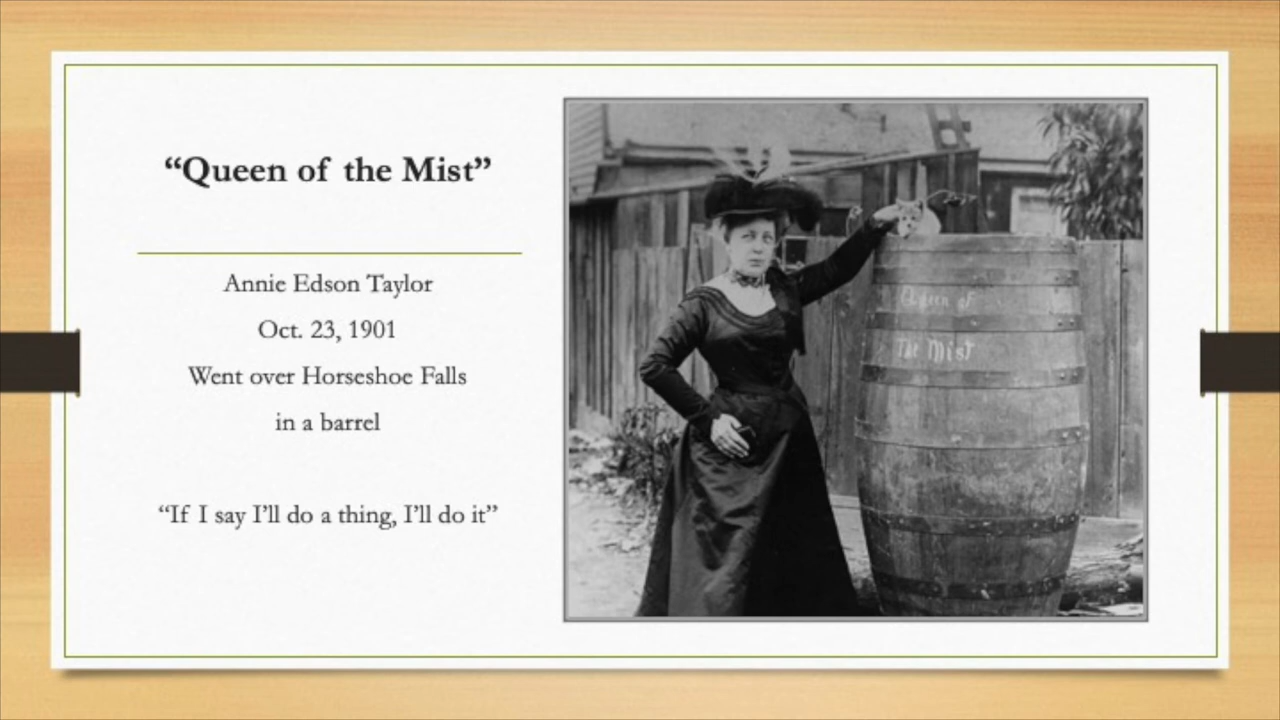 “Queen of the Mist”
Annie Edson Taylor
Oct. 23, 1901
Went over Horseshoe Falls
in a barrel
“If I say I’ll do a thing, I’ll do it”
Queen of
The Mist